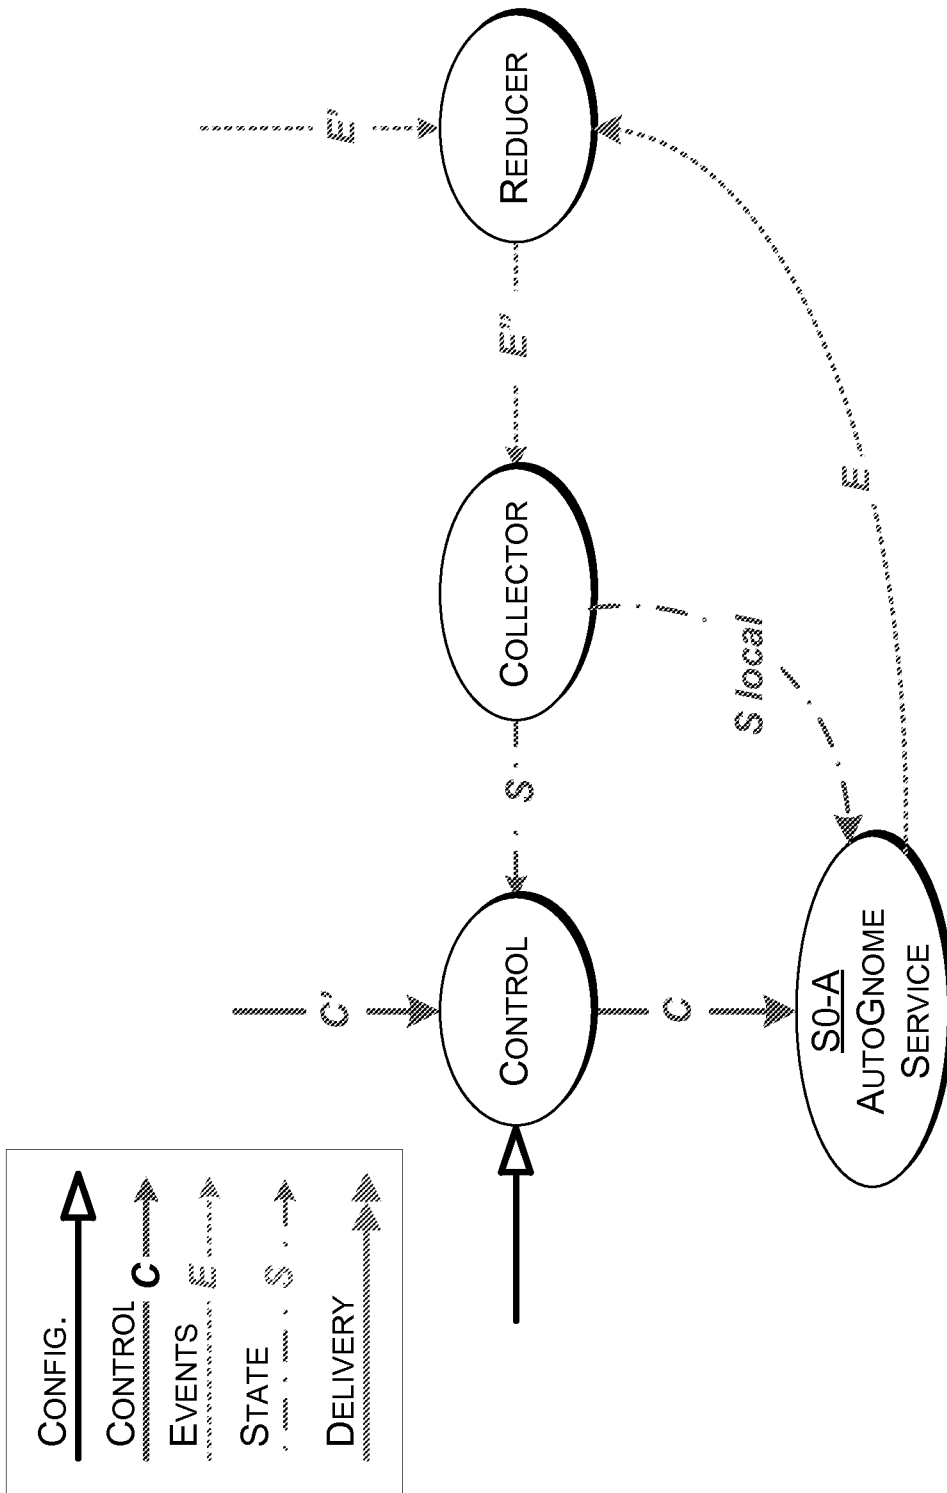 CONFIG.
CONTROL
C
EVENTS
E
STATE
S
DELIVERY
C'
CONTROL
C
S
COLLECTOR
S local
E"
REDUCER
E'
E
S0-A
AUTOGNOME
SERVICE